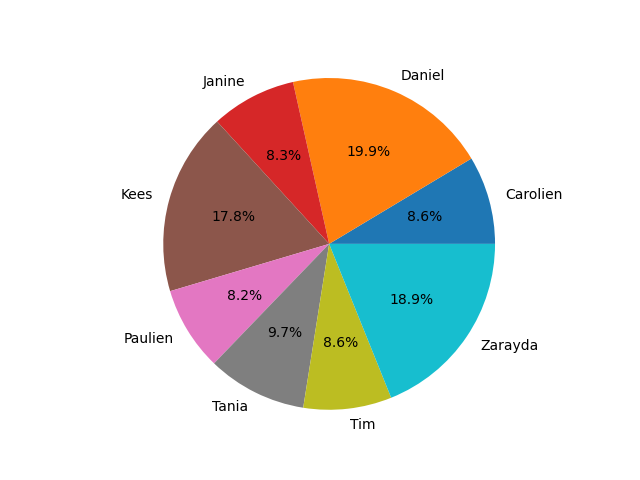 Daniel
Janine
19.9%
8.3%
Kees
Carolien
17.8%
8.6%
8.2%
18.9%
9.7%
8.6%
Paulien
Zarayda
Tania
Tim